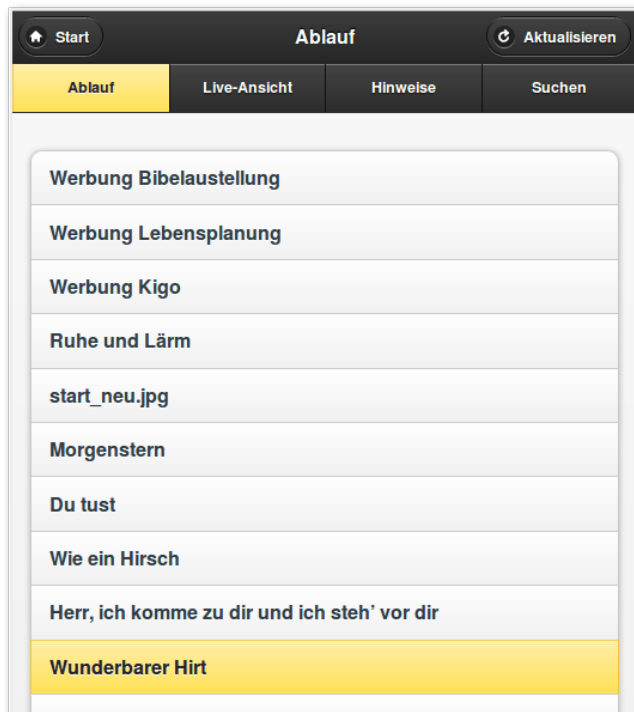 Start
Ablauf
Aktualisieren
Ablauf
Live-Ansicht
Hinweise
Suchen
Werbung Bibelaustellung
Werbung Lebensplanung
Werbung Kigo
Ruhe und Lärm
start_neu.jpg
Morgenstern
Du tust
Wie ein Hirsch
Herr, ich komme zu dir und ich steh’ vor dir
Wunderbarer Hirt